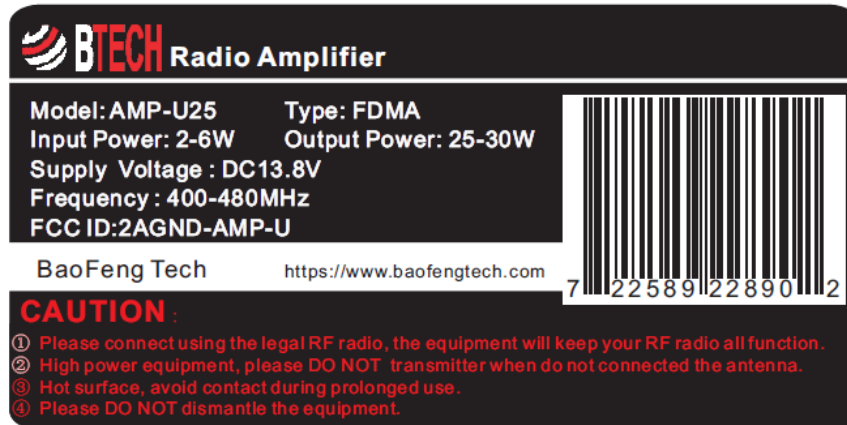 BTECH Radio Amplifier
Model: AMP-U25 Type: FDMA
Input Power: 2-6W Output Power: 25-30W
Supply Voltage : DC13.8V
Frequency : 400-480MHz
FCC ID:2AGND-AMP-U
BaoFeng Tech https://www.baofengtech.com
7 22589 22890 2
CAUTION :
① Please connect using the legal RF radio, the equipment will keep your RF radio all function.
② High power equipment, please DO NOT transmitter when do not connected the antenna.
③ Hot surface, avoid contact during prolonged use.
④ Please DO NOT dismantle the equipment.